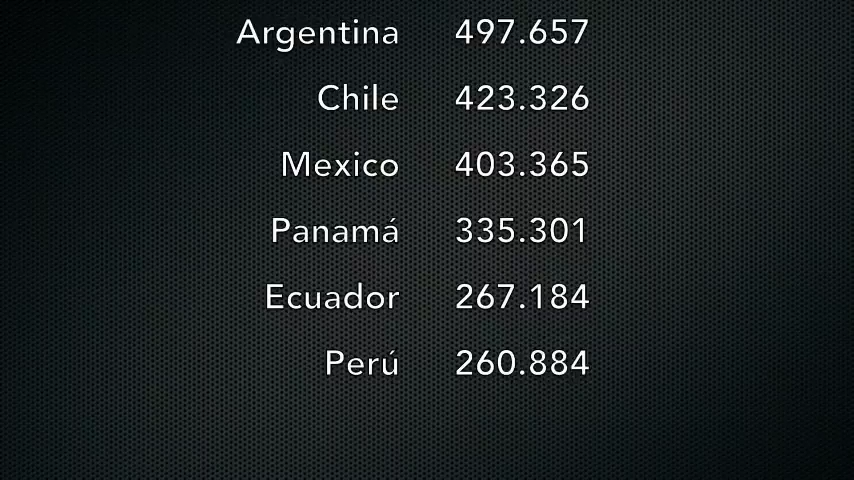 Argentina 497.657
Chile 423.326
Mexico 403.365
Panamá 335.301
Ecuador 267.184
Perú 260.884